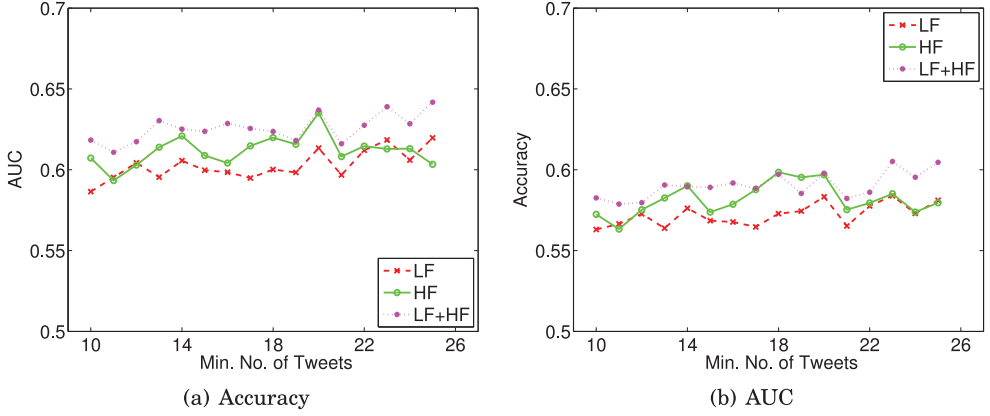 0.7
0.65
0.6
0.55
0.5
AUC
10
14
18
22
26
Min. No. of Tweets
LF
HF
LF+HF
(a) Accuracy
0.7
0.65
0.6
0.55
0.5
Accuracy
10
14
18
22
26
Min. No. of Tweets
LF
HF
LF+HF
(b) AUC